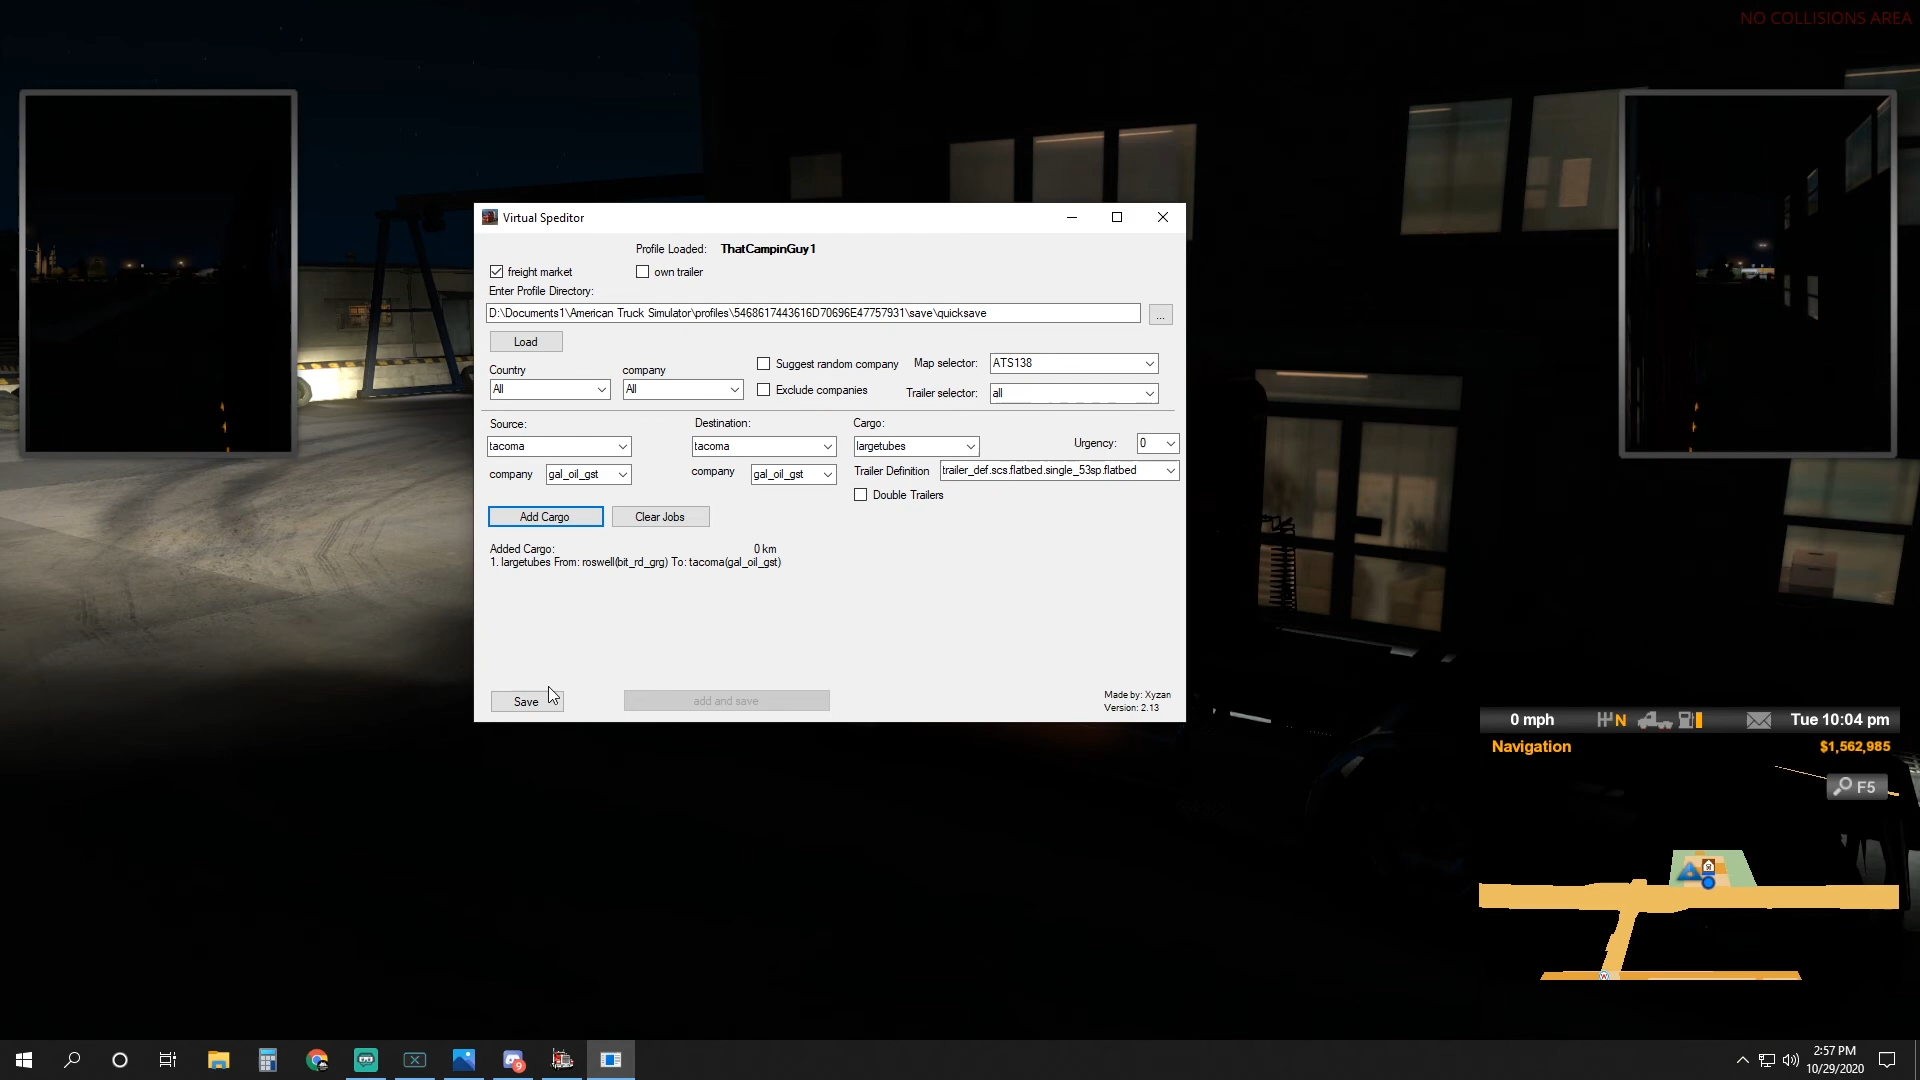 NO COLLISIONS AREA
Virtual Speditor
Profile Loaded: ThatCampinGuy1
freight market own trailer
Enter Profile Directory:
D:\Documents1\American Truck Simulator\profiles\5468617443616D70696E47757931\save\quicksave ...
Load
Country company Suggest random company Map selector: ATS138
All All Exclude companies Trailer selector: all
Source: Destination: Cargo:
tacoma tacoma largetubes Urgency: 0
company gal_oil_gst company gal_oil_gst Trailer Definition trailer_def.scs.flatbed.single_53sp.flatbed
Double Trailers
Add Cargo Clear Jobs
Added Cargo: 0 km
1. largetubes From: roswell(bit_rd_grg) To: tacoma(gal_oil_gst)
Save add and save
Made by: Xyzan
Version: 2.13
0 mph N Tue 10:04 pm
Navigation $1,562,985
F5
W
9
2:57 PM
10/29/2020